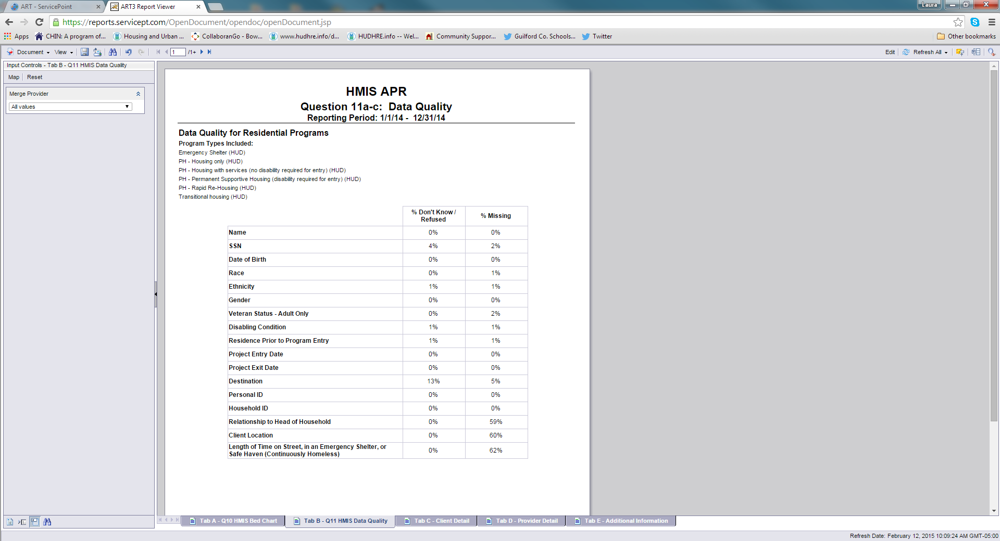 ART - ServicePoint
ART3 Report Viewer
Laura
https://reports.servicept.com/OpenDocument/opendoc/openDocument.jsp
Apps
CHIN: A program of...
Housing and Urban ...
CollaboranGo - Bow...
www.hudhre.info/d...
HUDHRE.info -- Wel...
Community Suppor...
Guilford Co. Schools...
Twitter
Other bookmarks
Document
View
1
/1+
Edit
Refresh All
Input Controls - Tab B - Q11 HMIS Data Quality
Map
Reset
Merge Provider
All values
HMIS APR
Question 11a-c: Data Quality
Reporting Period: 1/1/14 - 12/31/14
Data Quality for Residential Programs
Program Types Included:
Emergency Shelter (HUD)
PH - Housing only (HUD)
PH - Housing with services (no disability required for entry) (HUD)
PH - Permanent Supportive Housing (disability required for entry) (HUD)
PH - Rapid Re-Housing (HUD)
Transitional housing (HUD)
% Don't Know / Refused % Missing
Name 0% 0%
SSN 4% 2%
Date of Birth 0% 0%
Race 0% 1%
Ethnicity 1% 1%
Gender 0% 0%
Veteran Status - Adult Only 0% 2%
Disabling Condition 1% 1%
Residence Prior to Program Entry 1% 1%
Project Entry Date 0% 0%
Project Exit Date 0% 0%
Destination 13% 5%
Personal ID 0% 0%
Household ID 0% 0%
Relationship to Head of Household 0% 59%
Client Location 0% 60%
Length of Time on Street, in an Emergency Shelter, or
Safe Haven (Continuously Homeless) 0% 62%
Tab A - Q10 HMIS Bed Chart
Tab B - Q11 HMIS Data Quality
Tab C - Client Detail
Tab D - Provider Detail
Tab E - Additional Information
Refresh Date: February 12, 2015 10:09:24 AM GMT-05:00